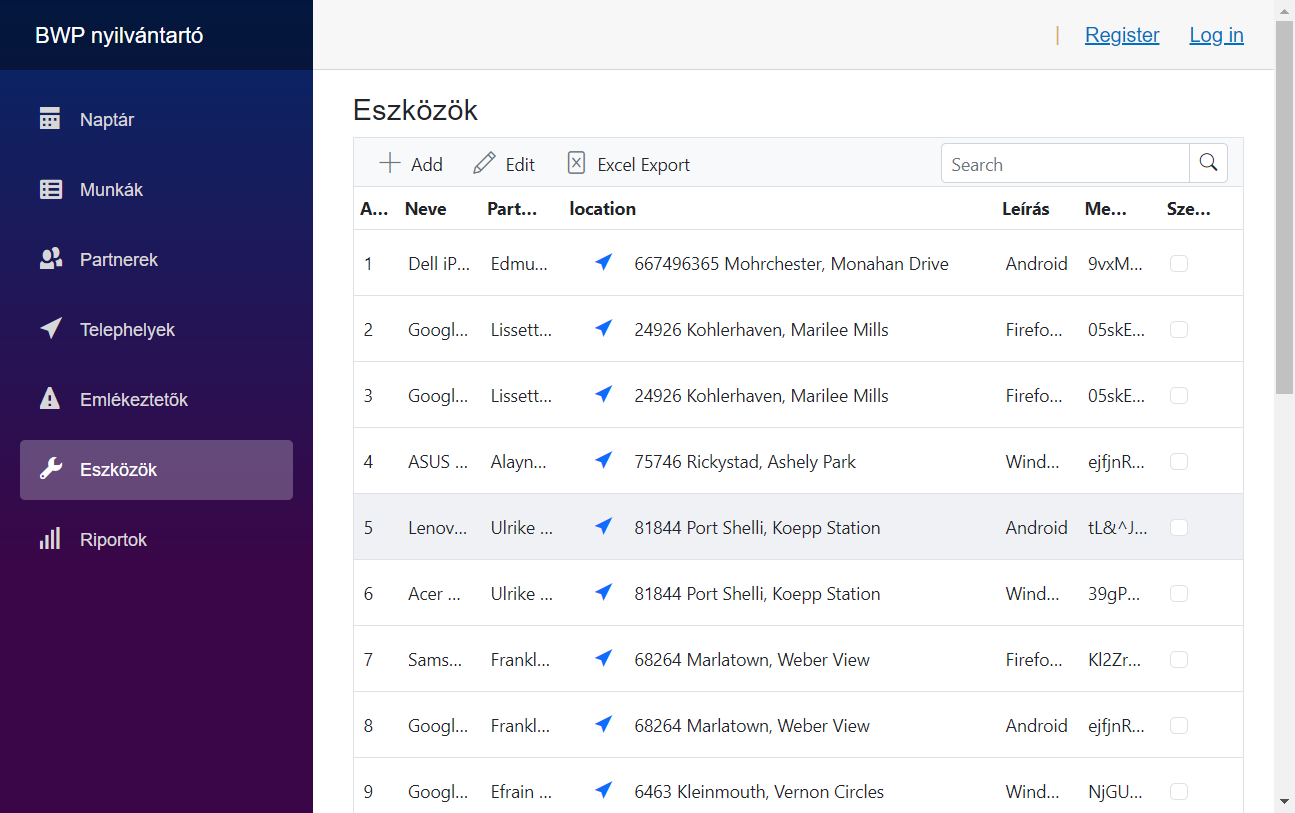 BWP nyilvántartó
| Register Log in
Naptár
Munkák
Partnerek
Telephelyek
Emlékeztetők
Eszközök
Riportok
Eszközök
Add Edit Excel Export Search
A... Neve Part... location Leírás Me... Sze...
1 Dell iP... Edmu... 667496365 Mohrchester, Monahan Drive Android 9vxM...
2 Googl... Lissett... 24926 Kohlerhaven, Marilee Mills Firefo... 05skE...
3 Googl... Lissett... 24926 Kohlerhaven, Marilee Mills Firefo... 05skE...
4 ASUS ... Alayn... 75746 Rickystad, Ashely Park Wind... ejfjnR...
5 Lenov... Ulrike ... 81844 Port Shelli, Koepp Station Android tL&^J...
6 Acer ... Ulrike ... 81844 Port Shelli, Koepp Station Wind... 39gP...
7 Sams... Frankl... 68264 Marlatown, Weber View Firefo... Kl2Zr...
8 Googl... Frankl... 68264 Marlatown, Weber View Android ejfjnR...
9 Googl... Efrain ... 6463 Kleinmouth, Vernon Circles Wind... NjGU...